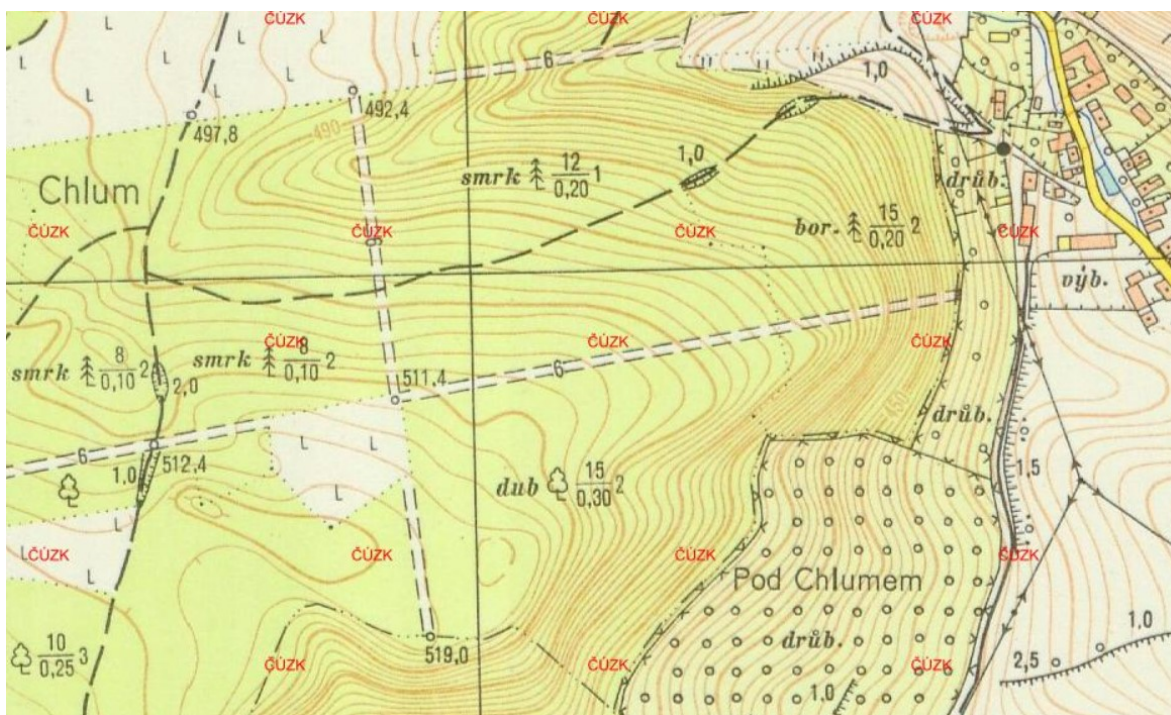 ČÚZK ČÚZK ČÚZK
L L
L L
L L L
6
1,0
497,8
492,4
490
Chlum
smrk 12/0,20 1
1,0
drůb.
ČÚZK ČÚZK ČÚZK ČÚZK
bor. 15/0,20 2
výb.
ČÚZK ČÚZK ČÚZK
smrk 8/0,10 2
smrk 8/0,10 2
2,0
511,4
6
450
drůb.
6
1,0
512,4
L L
L
dub 15/0,30 2
1,5
L
L
ČÚZK ČÚZK ČÚZK ČÚZK
Pod Chlumem
10/0,25 3
519,0
drůb.
1,0
ČÚZK ČÚZK ČÚZK
2,5
1,0